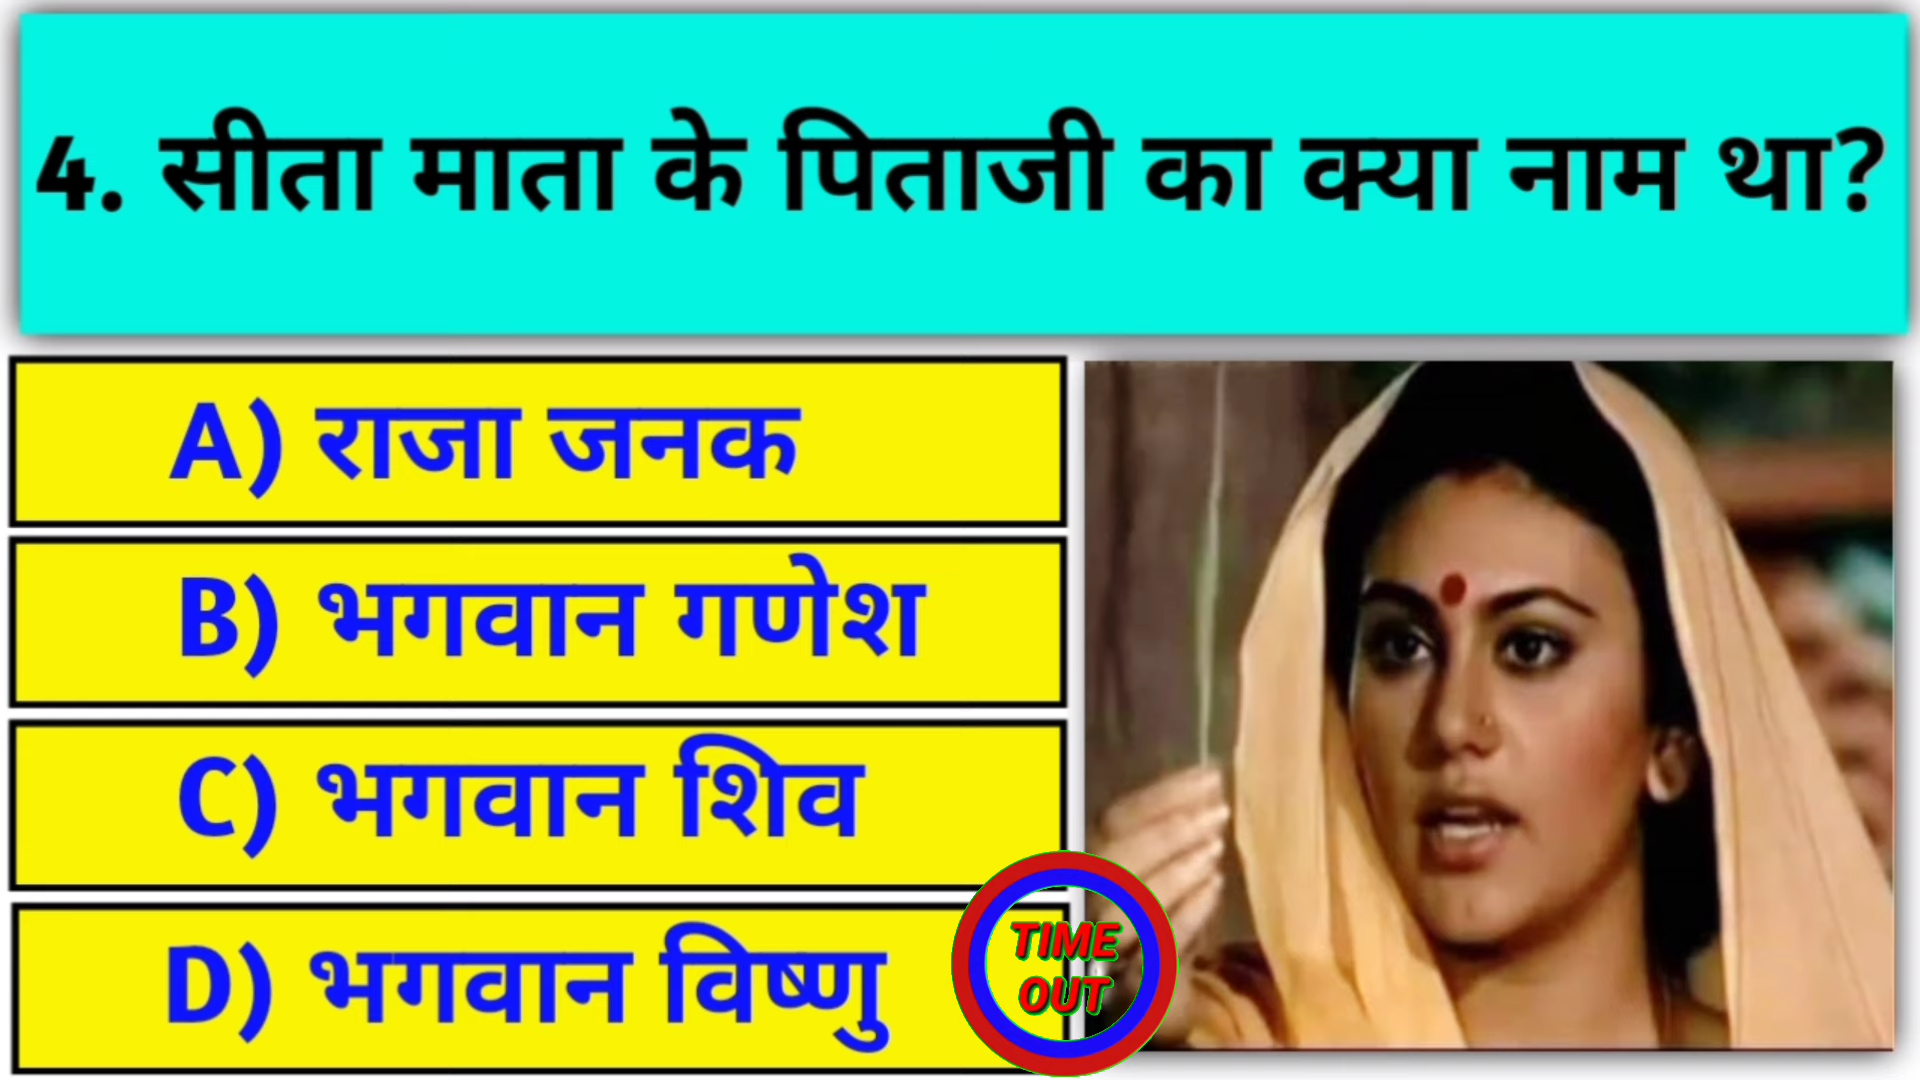 4. सीता माता के पिताजी का क्या नाम था?
A) राजा जनक
B) भगवान गणेश
C) भगवान शिव
D) भगवान विष्णु
TIME
OUT